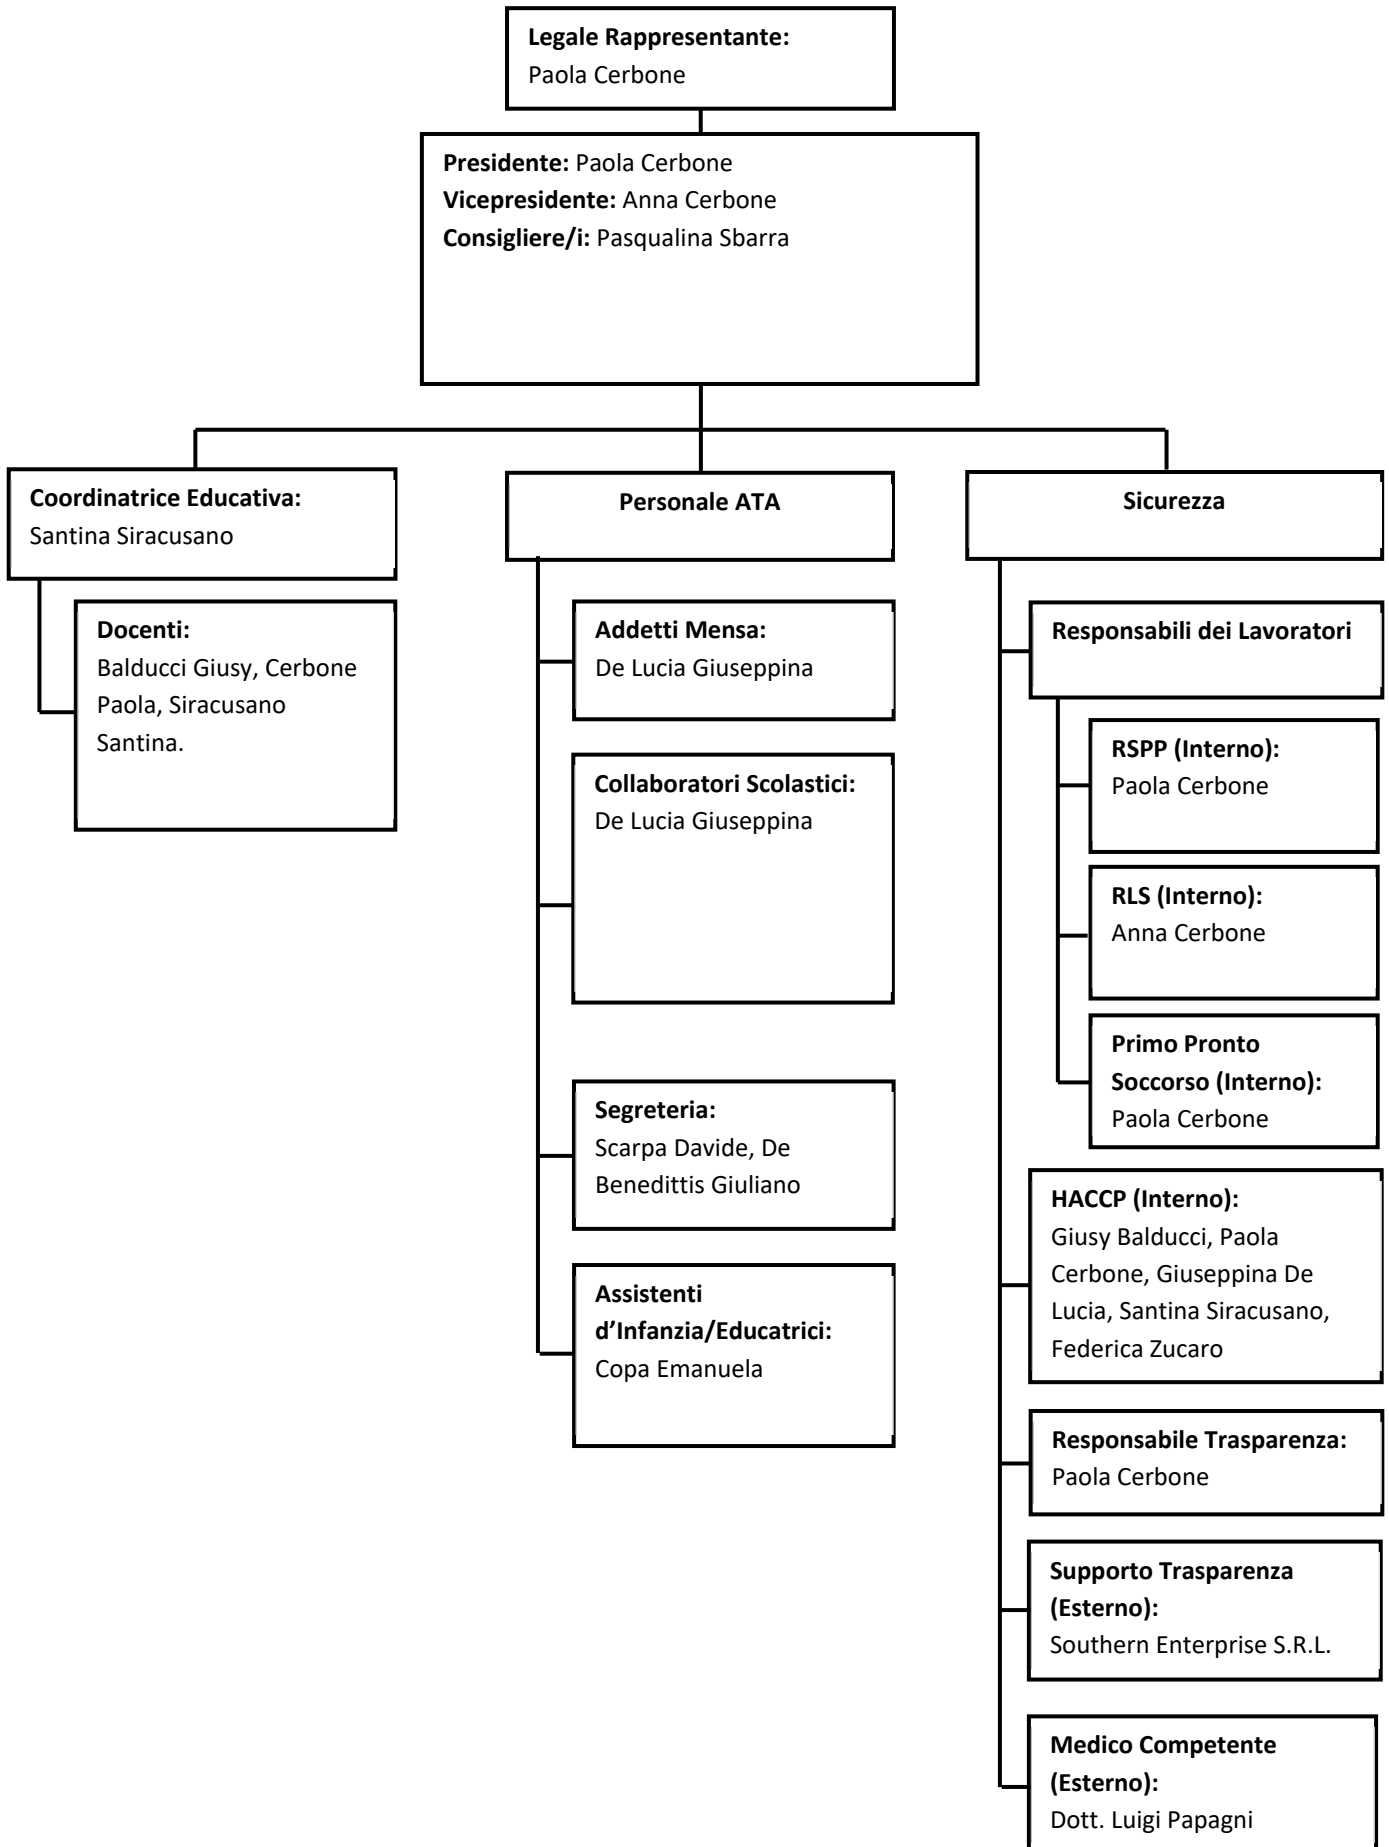 Legale Rappresentante:
Paola Cerbone
Presidente: Paola Cerbone
Vicepresidente: Anna Cerbone
Consigliere/i: Pasqualina Sbarra
Coordinatrice Educativa:
Santina Siracusano
Docenti:
Balducci Giusy, Cerbone
Paola, Siracusano
Santina.
Personale ATA
Addetti Mensa:
De Lucia Giuseppina
Collaboratori Scolastici:
De Lucia Giuseppina
Segreteria:
Scarpa Davide, De
Benedittis Giuliano
Assistenti
d’Infanzia/Educatrici:
Copa Emanuela
Sicurezza
Responsabili dei Lavoratori
RSPP (Interno):
Paola Cerbone
RLS (Interno):
Anna Cerbone
Primo Pronto
Soccorso (Interno):
Paola Cerbone
HACCP (Interno):
Giusy Balducci, Paola
Cerbone, Giuseppina De
Lucia, Santina Siracusano,
Federica Zucaro
Responsabile Trasparenza:
Paola Cerbone
Supporto Trasparenza
(Esterno):
Southern Enterprise S.R.L.
Medico Competente
(Esterno):
Dott. Luigi Papagni